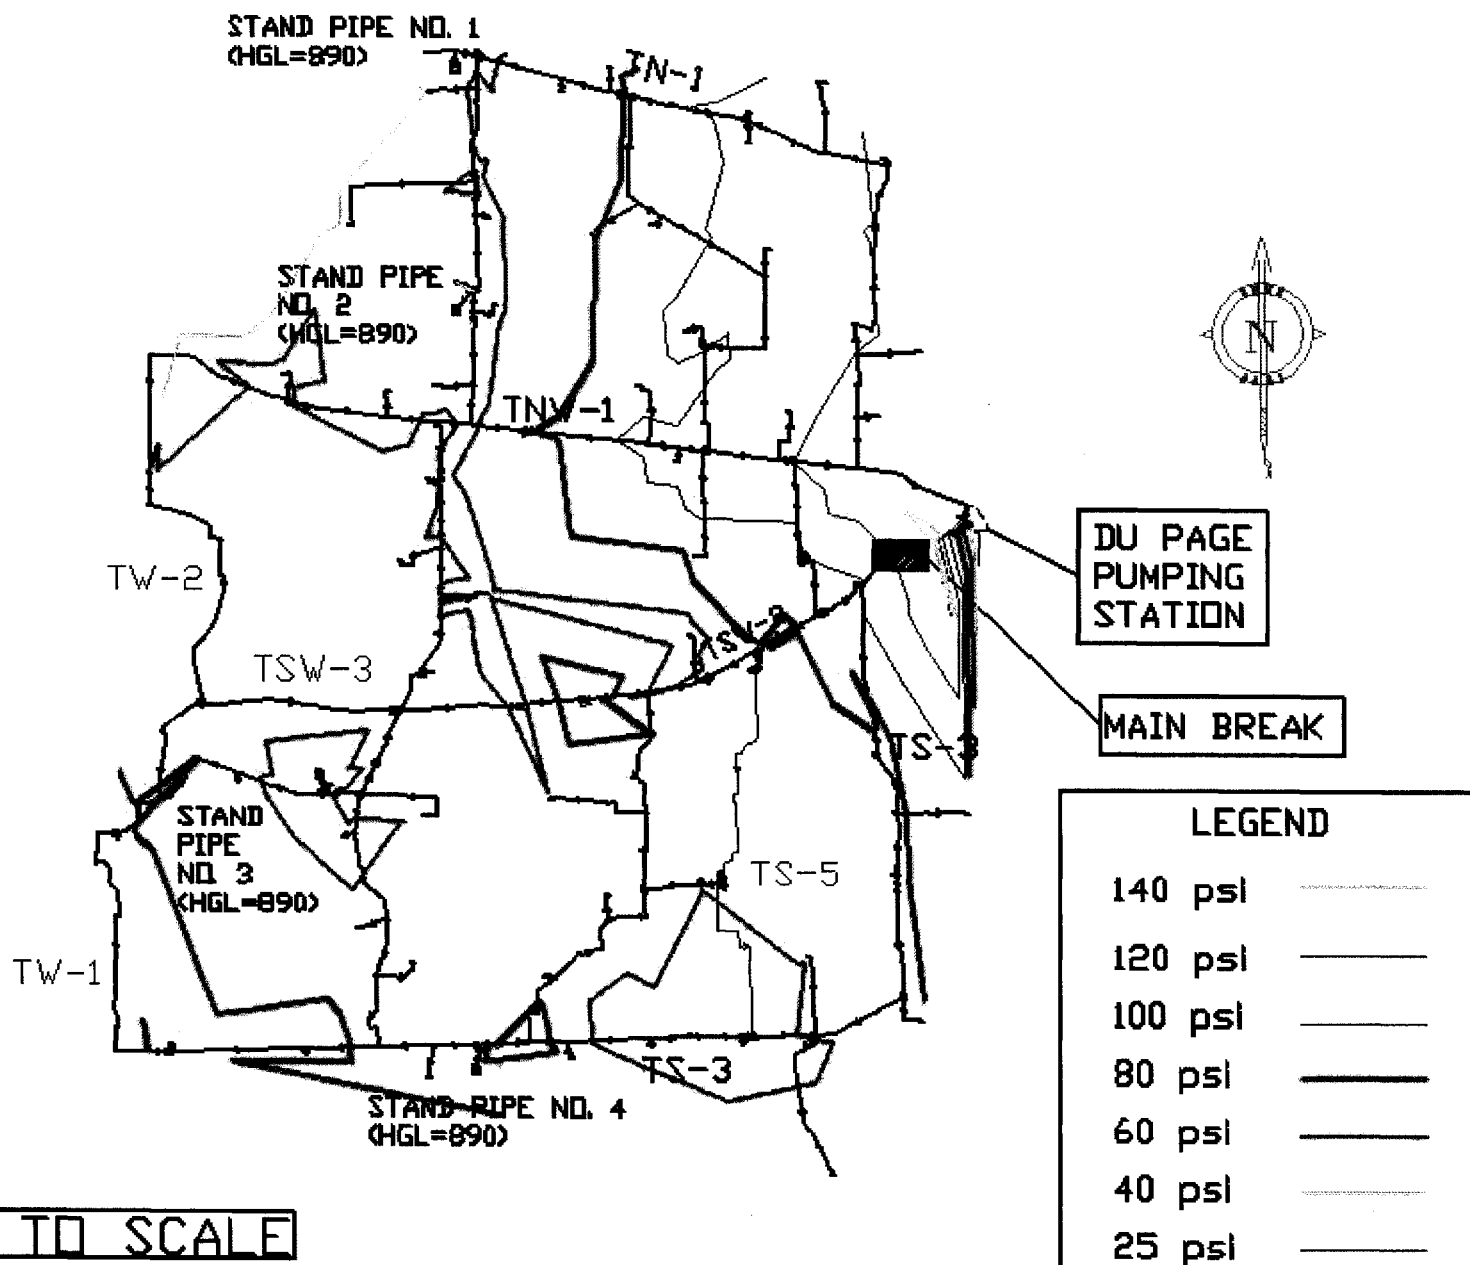 STAND PIPE NO. 1
(HGL=890)
TN-1
STAND PIPE
NO. 2
(HGL=890)
N
TNW-1
DU PAGE
PUMPING
STATION
TW-2
TSW-3
MAIN BREAK
STAND
PIPE
NO. 3
(HGL=890)
TS-5
TW-1
TS-3
STAND PIPE NO. 4
(HGL=890)
LEGEND
140 psi
120 psi
100 psi
80 psi
60 psi
40 psi
25 psi
TO SCALE